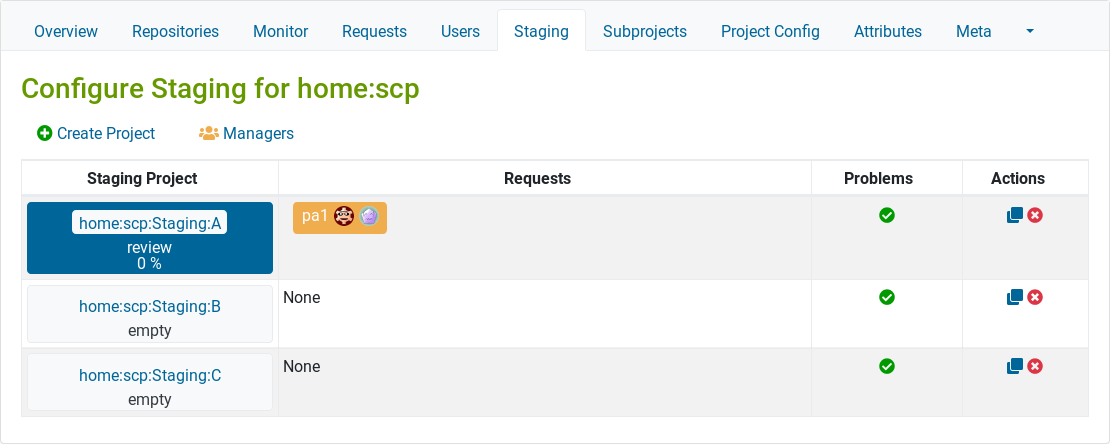 Overview Repositories Monitor Requests Users Staging Subprojects Project Config Attributes Meta
Configure Staging for home:scp
Create Project Managers
Staging Project Requests Problems Actions
home:scp:Staging:A pa1
review
0 %
home:scp:Staging:B None
empty
home:scp:Staging:C None
empty